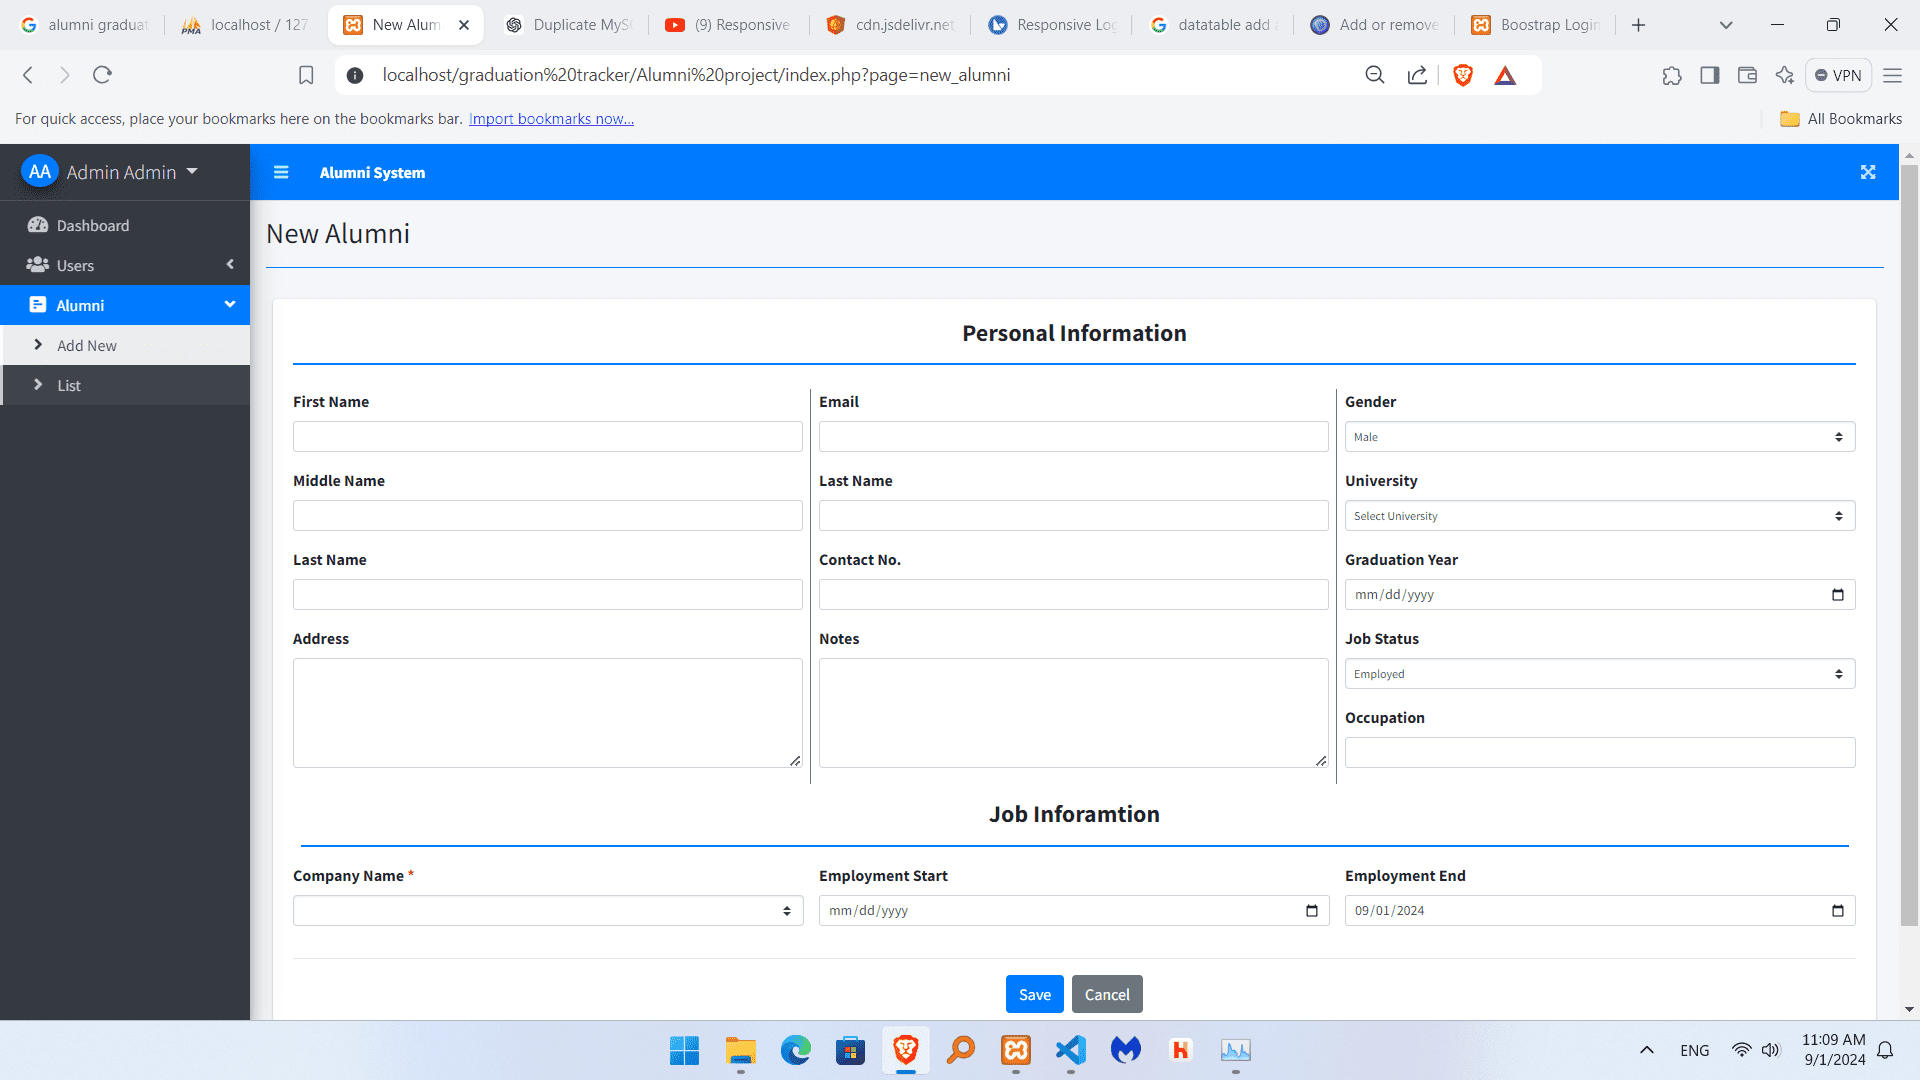 alumni graduat
localhost / 127
New Alum
Duplicate MyS
(9) Responsive
cdn.jsdelivr.net
Responsive Log
datatable add a
Add or remove
Boostrap Login
localhost/graduation%20tracker/Alumni%20project/index.php?page=new_alumni
VPN
For quick access, place your bookmarks here on the bookmarks bar. Import bookmarks now...
All Bookmarks
AA Admin Admin
Alumni System
Dashboard
Users
Alumni
Add New
List
New Alumni
Personal Information
First Name
Email
Gender
Male
Middle Name
Last Name
University
Select University
Last Name
Contact No.
Graduation Year
mm/dd/yyyy
Address
Notes
Job Status
Employed
Occupation
Job Inforamtion
Company Name *
Employment Start
Employment End
mm/dd/yyyy
09/01/2024
Save
Cancel
ENG
11:09 AM
9/1/2024